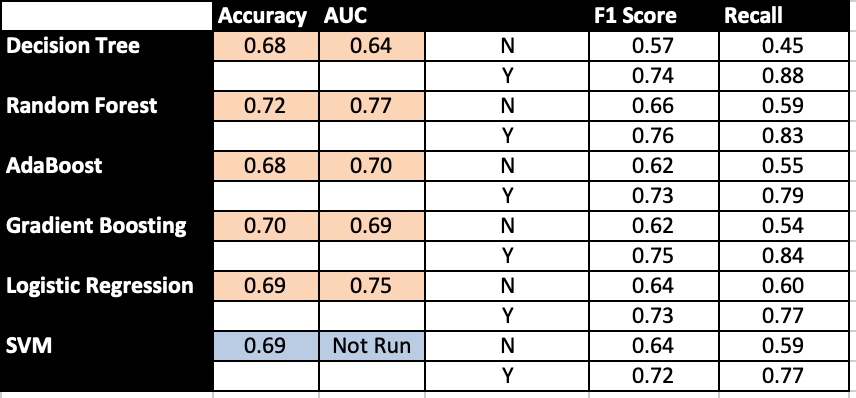 Accuracy AUC F1 Score Recall
Decision Tree 0.68 0.64 N 0.57 0.45
Y 0.74 0.88
Random Forest 0.72 0.77 N 0.66 0.59
Y 0.76 0.83
AdaBoost 0.68 0.70 N 0.62 0.55
Y 0.73 0.79
Gradient Boosting 0.70 0.69 N 0.62 0.54
Y 0.75 0.84
Logistic Regression 0.69 0.75 N 0.64 0.60
Y 0.73 0.77
SVM 0.69 Not Run N 0.64 0.59
Y 0.72 0.77